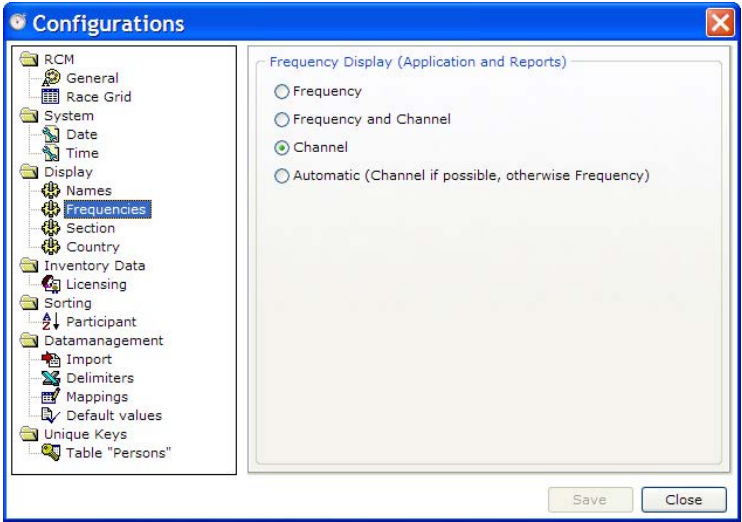 Configurations
RCM
General
Race Grid
System
Date
Time
Display
Names
Frequencies
Section
Country
Inventory Data
Licensing
Sorting
Participant
Datamanagement
Import
Delimiters
Mappings
Default values
Unique Keys
Table "Persons"
Frequency Display (Application and Reports)
Frequency
Frequency and Channel
Channel
Automatic (Channel if possible, otherwise Frequency)
Save
Close